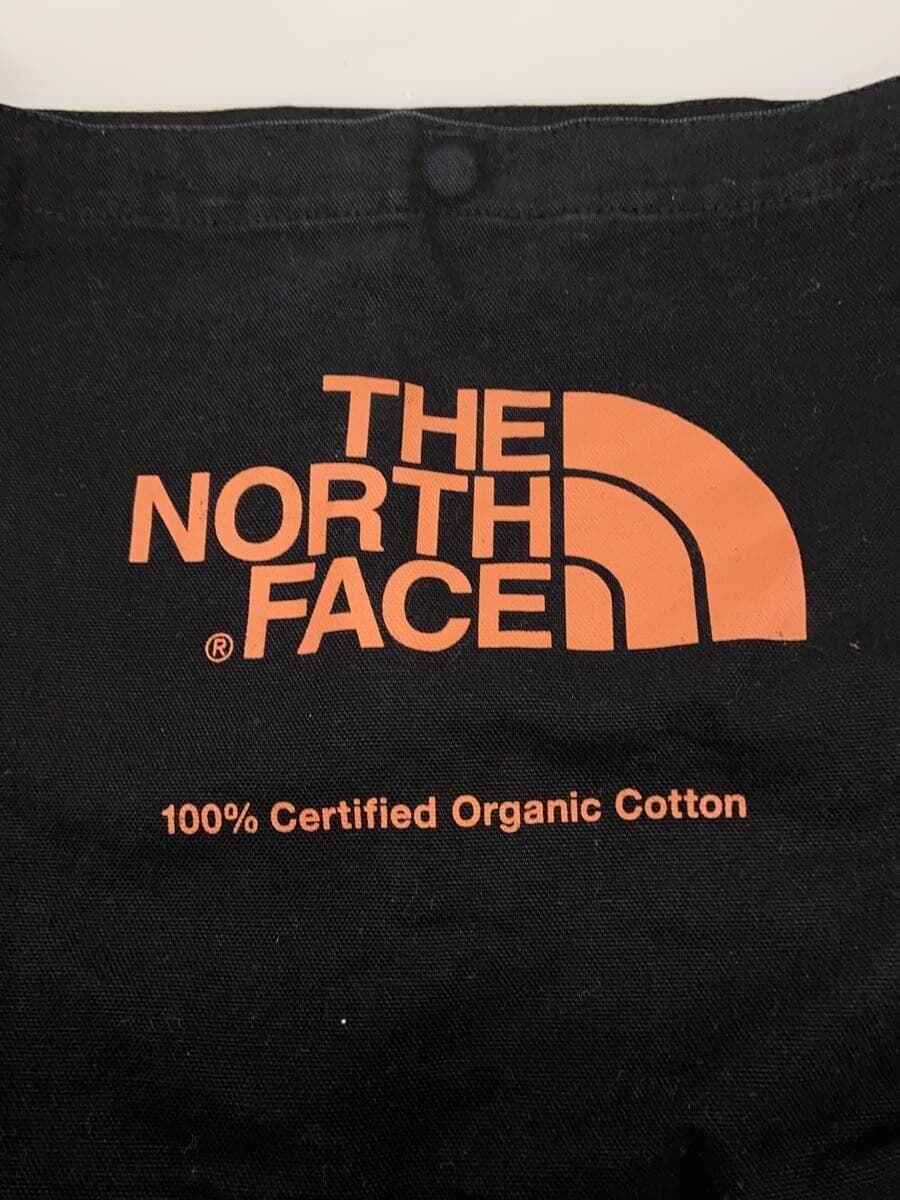 THE
NORTH
® FACE
100% Certified Organic Cotton